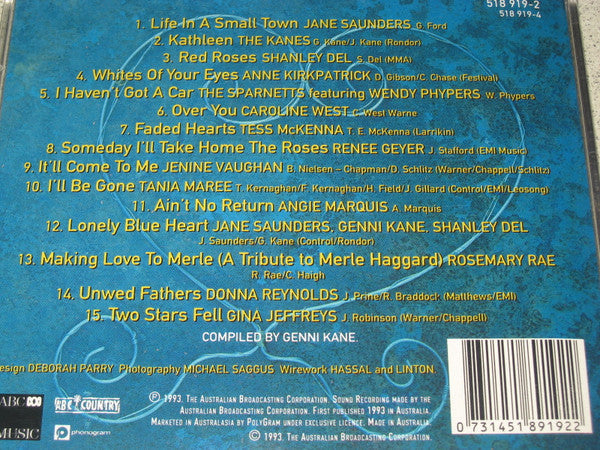 518 919-2
518 919-4
1. Life In A Small Town JANE SAUNDERS G. Ford
2. Kathleen THE KANES G. Kane/J. Kane (Rondor)
3. Red Roses SHANLEY DEL S. Del (MMA)
4. Whites Of Your Eyes ANNE KIRKPATRICK D. Gibson/C. Chase (Festival)
5. I Haven't Got A Car THE SPARNETTS featuring WENDY PHYPERS W. Phypers
6. Over You CAROLINE WEST C. West Warne
7. Faded Hearts TESS McKENNA T. E. McKenna (Larrikin)
8. Someday I'll Take Home The Roses RENEE GEYER J. Stafford (EMI Music)
9. It'll Come To Me JENINE VAUGHAN B. Nielsen – Chapman/D. Schlitz (Warner/Chappell/Schlitz)
10. I'll Be Gone TANIA MAREE T. Kernaghan/F. Kernaghan/H. Field/J. Gillard (Control/EMI/Leosong)
11. Ain't No Return ANGIE MARQUIS A. Marquis
12. Lonely Blue Heart JANE SAUNDERS, GENNI KANE, SHANLEY DEL
J. Saunders/G. Kane (Control/Rondor)
13. Making Love To Merle (A Tribute to Merle Haggard) ROSEMARY RAE
R. Rae/C. Haigh
14. Unwed Fathers DONNA REYNOLDS J. Prine/R. Braddock (Matthews/EMI)
15. Two Stars Fell GINA JEFFREYS J. Robinson (Warner/Chappell)
COMPILED BY GENNI KANE.
esign DEBORAH PARRY Photography MICHAEL SAGGUS Wirework HASSAL and LINTON.
ABC
MUSIC
ABC COUNTRY
phonogram
℗ 1993. The Australian Broadcasting Corporation. Sound Recording made by the
Australian Broadcasting Corporation. First published 1993 in Australia.
Marketed in Australasia by PolyGram under exclusive licence. Made in Australia.
© 1993. The Australian Broadcasting Corporation.
0 731451 891922